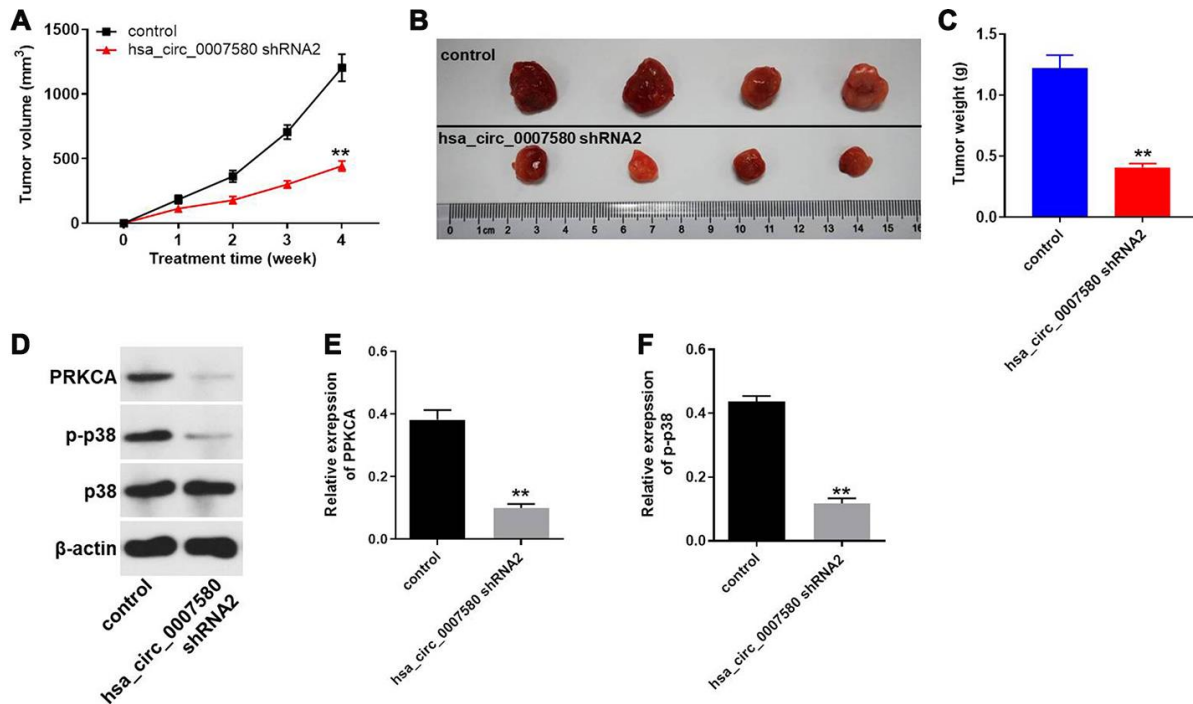 A
Tumor volume (mm³)
1500
1000
500
0
control
hsa_circ_0007580 shRNA2
**
0 1 2 3 4
Treatment time (week)
B
control
hsa_circ_0007580 shRNA2
0 1cm 2 3 4 5 6 7 8 9 10 11 12 13 14 15 16
C
Tumor weight (g)
1.5
1.0
0.5
0.0
**
control
hsa_circ_0007580 shRNA2
D
PRKCA
p-p38
p38
β-actin
control
hsa_circ_0007580
shRNA2
E
Relative exrepssion
of PPKCA
0.6
0.4
0.2
0.0
**
control
hsa_circ_0007580 shRNA2
F
Relative exrepssion
of p-p38
0.6
0.4
0.2
0.0
**
control
hsa_circ_0007580 shRNA2